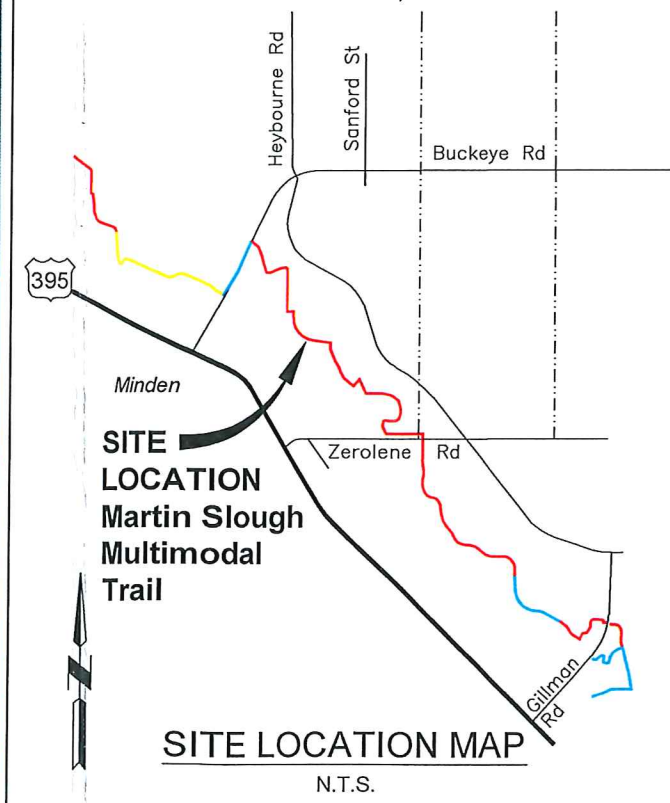 Heybourne Rd
Sanford St
Buckeye Rd
395
Minden
SITE
LOCATION
Martin Slough
Multimodal
Trail
Zerolene Rd
Gillman
Rd
N
SITE LOCATION MAP
N.T.S.